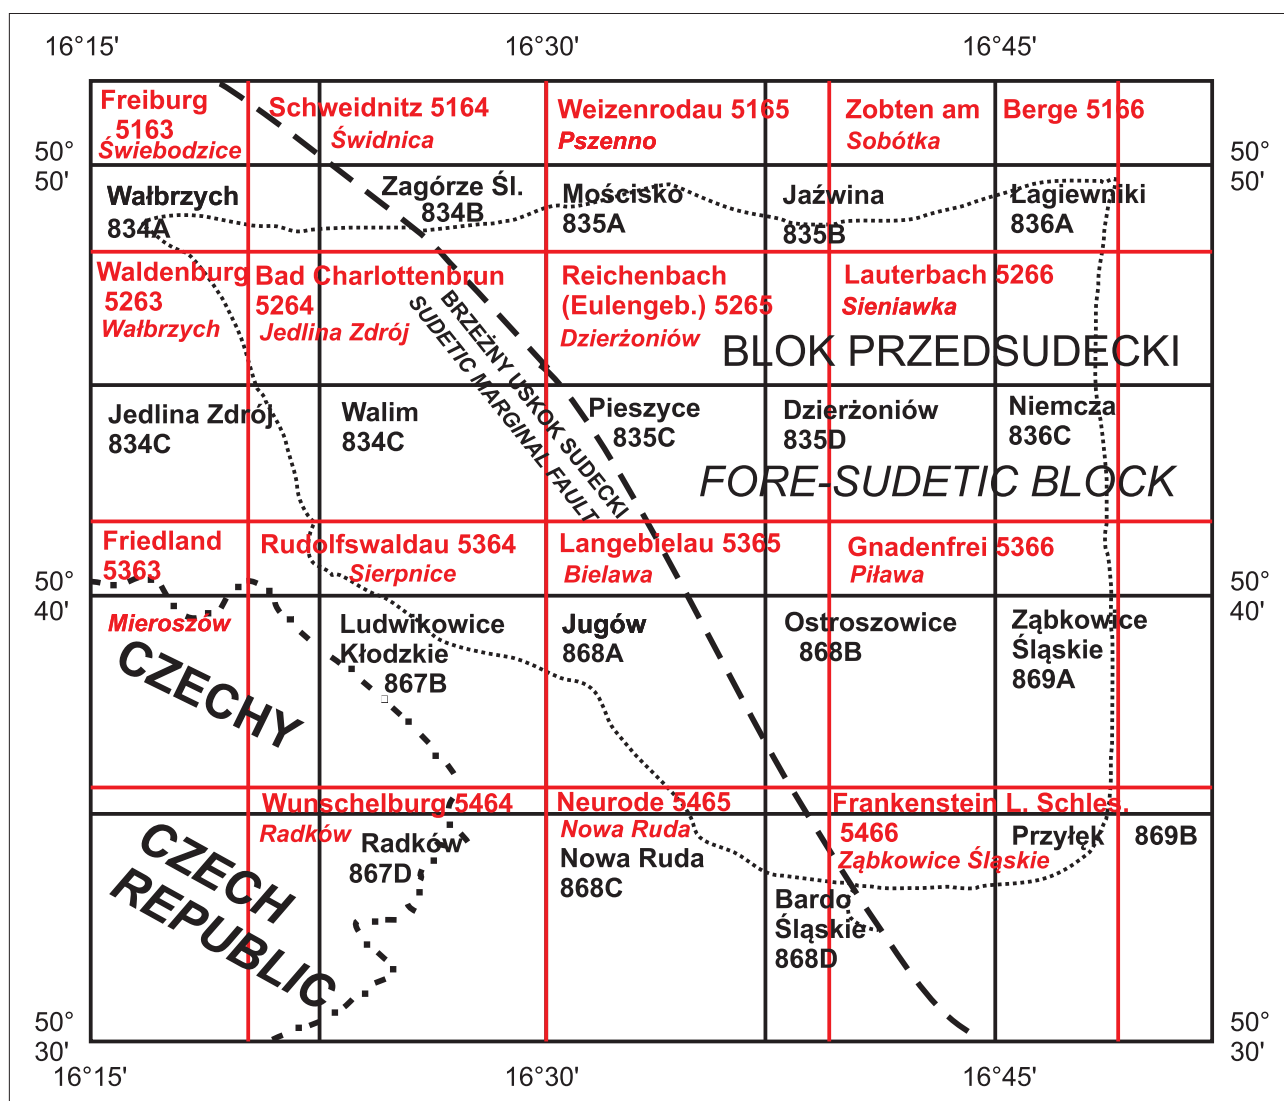 16°15' 16°30' 16°45'
Freiburg
5163
Świebodzice
Schweidnitz 5164
Świdnica
Weizenrodau 5165
Pszenno
Zobten am Berge 5166
Sobótka
50°
50'
50°
50'
Wałbrzych
834A
Zagórze Śl.
834B
Mościsko
835A
Jaźwina
835B
Łagiewniki
836A
Waldenburg
5263
Wałbrzych
Bad Charlottenbrun
5264
Jedlina Zdrój
Reichenbach
(Eulengeb.) 5265
Dzierżoniów
Lauterbach 5266
Sieniawka
BRZEŻNY USKOK SUDECKI
SUDETIC MARGINAL FAULT
BLOK PRZEDSUDECKI
Jedlina Zdrój
834C
Walim
834C
Pieszyce
835C
Dzierżoniów
835D
Niemcza
836C
FORE-SUDETIC BLOCK
Friedland
5363
Mieroszów
Rudolfswaldau 5364
Sierpnice
Langebielau 5365
Bielawa
Gnadenfrei 5366
Piława
50°
40'
50°
40'
CZECHY
Ludwikowice
Kłodzkie
867B
Jugów
868A
Ostroszowice
868B
Ząbkowice
Śląskie
869A
Wunschelburg 5464
Radków
Neurode 5465
Nowa Ruda
Frankenstein L. Schles.
5466
Ząbkowice Śląskie
CZECH
REPUBLIC
Radków
867D
Nowa Ruda
868C
Przyłęk 869B
Bardo
Śląskie
868D
50°
30'
50°
30'
16°15' 16°30' 16°45'